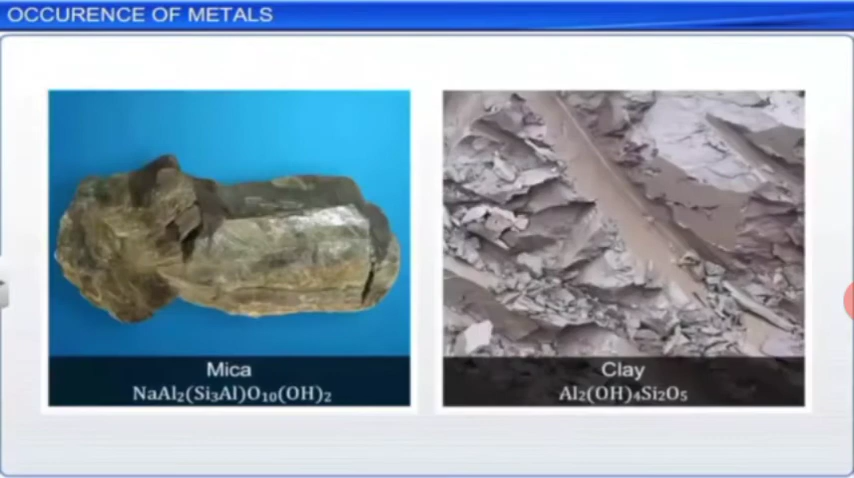 OCCURENCE OF METALS
Mica
NaAl₂(Si₃Al)O₁₀(OH)₂
Clay
Al₂(OH)₄Si₂O₅